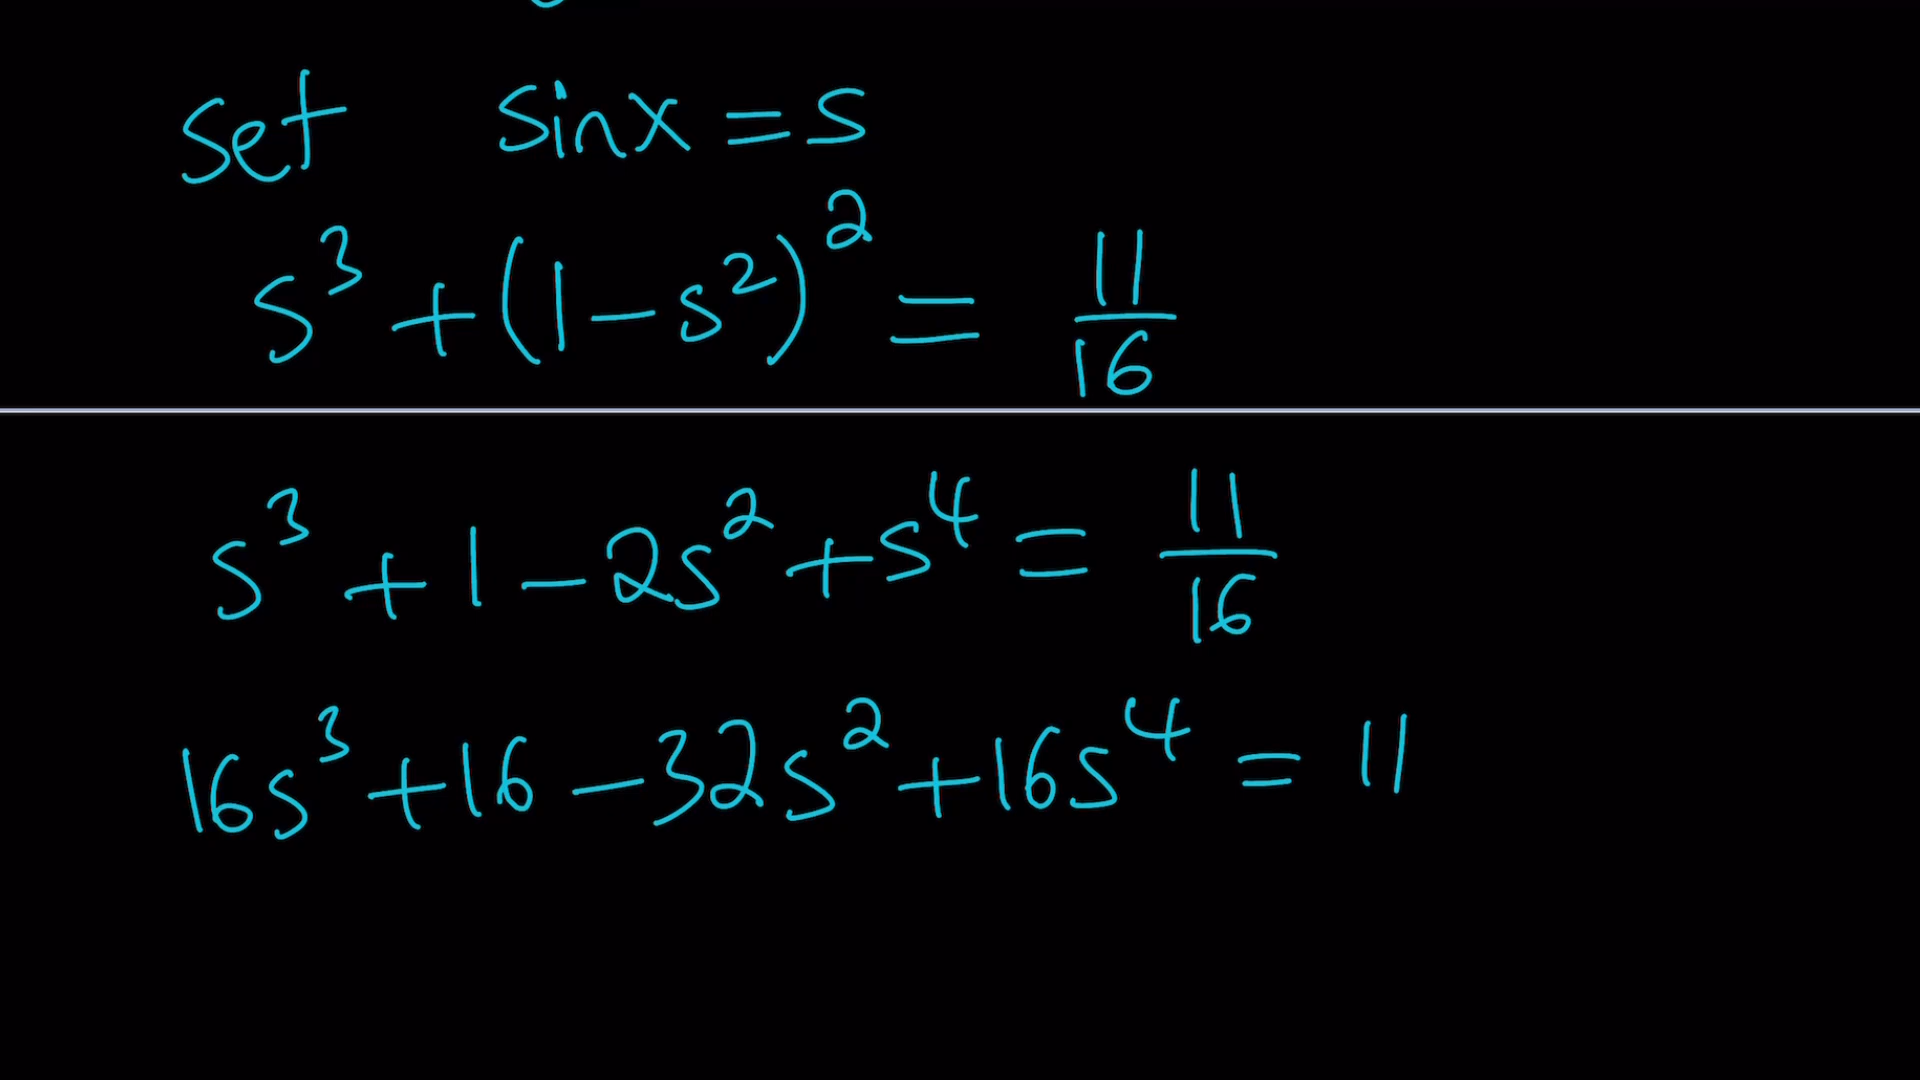 Set sinx = s
s³ + (1 - s²)² = 11/16
s³ + 1 - 2s² + s⁴ = 11/16
16s³ + 16 - 32s² + 16s⁴ = 11